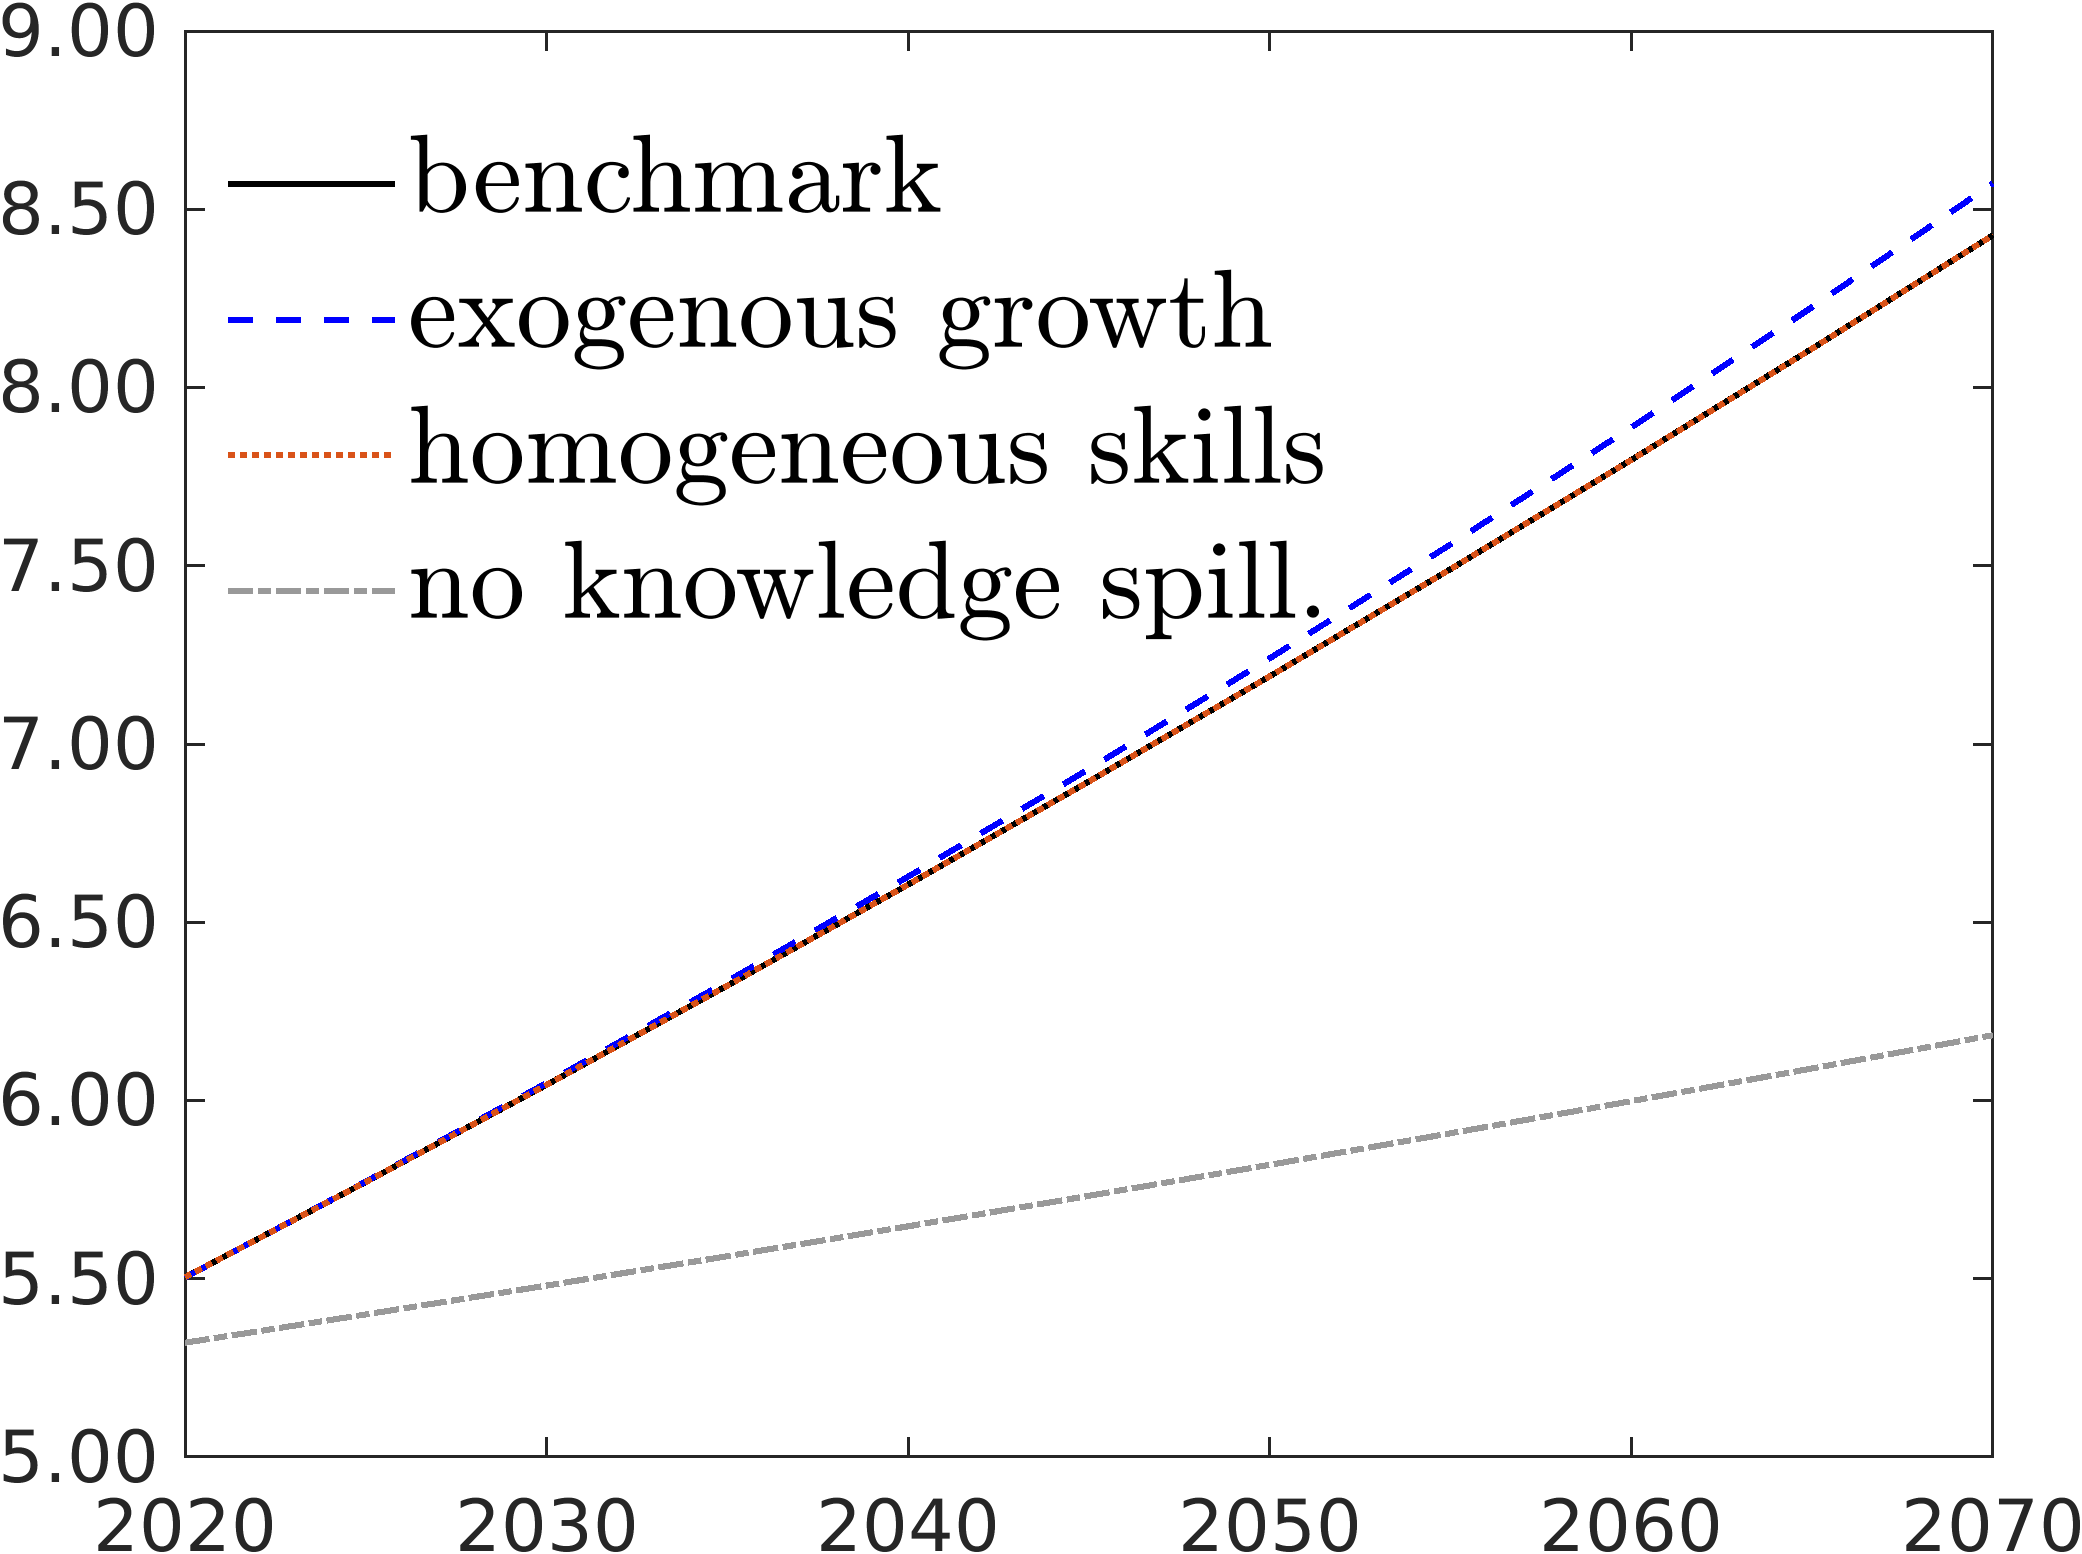 9.00
8.50
8.00
7.50
7.00
6.50
6.00
5.50
5.00
benchmark
exogenous growth
homogeneous skills
no knowledge spill.
2020 2030 2040 2050 2060 2070